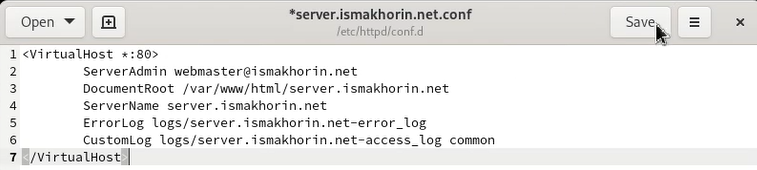 Open
*server.ismakhorin.net.conf
/etc/httpd/conf.d
Save
1 <VirtualHost *:80>
2 ServerAdmin webmaster@ismakhorin.net
3 DocumentRoot /var/www/html/server.ismakhorin.net
4 ServerName server.ismakhorin.net
5 ErrorLog logs/server.ismakhorin.net-error_log
6 CustomLog logs/server.ismakhorin.net-access_log common
7 </VirtualHost>